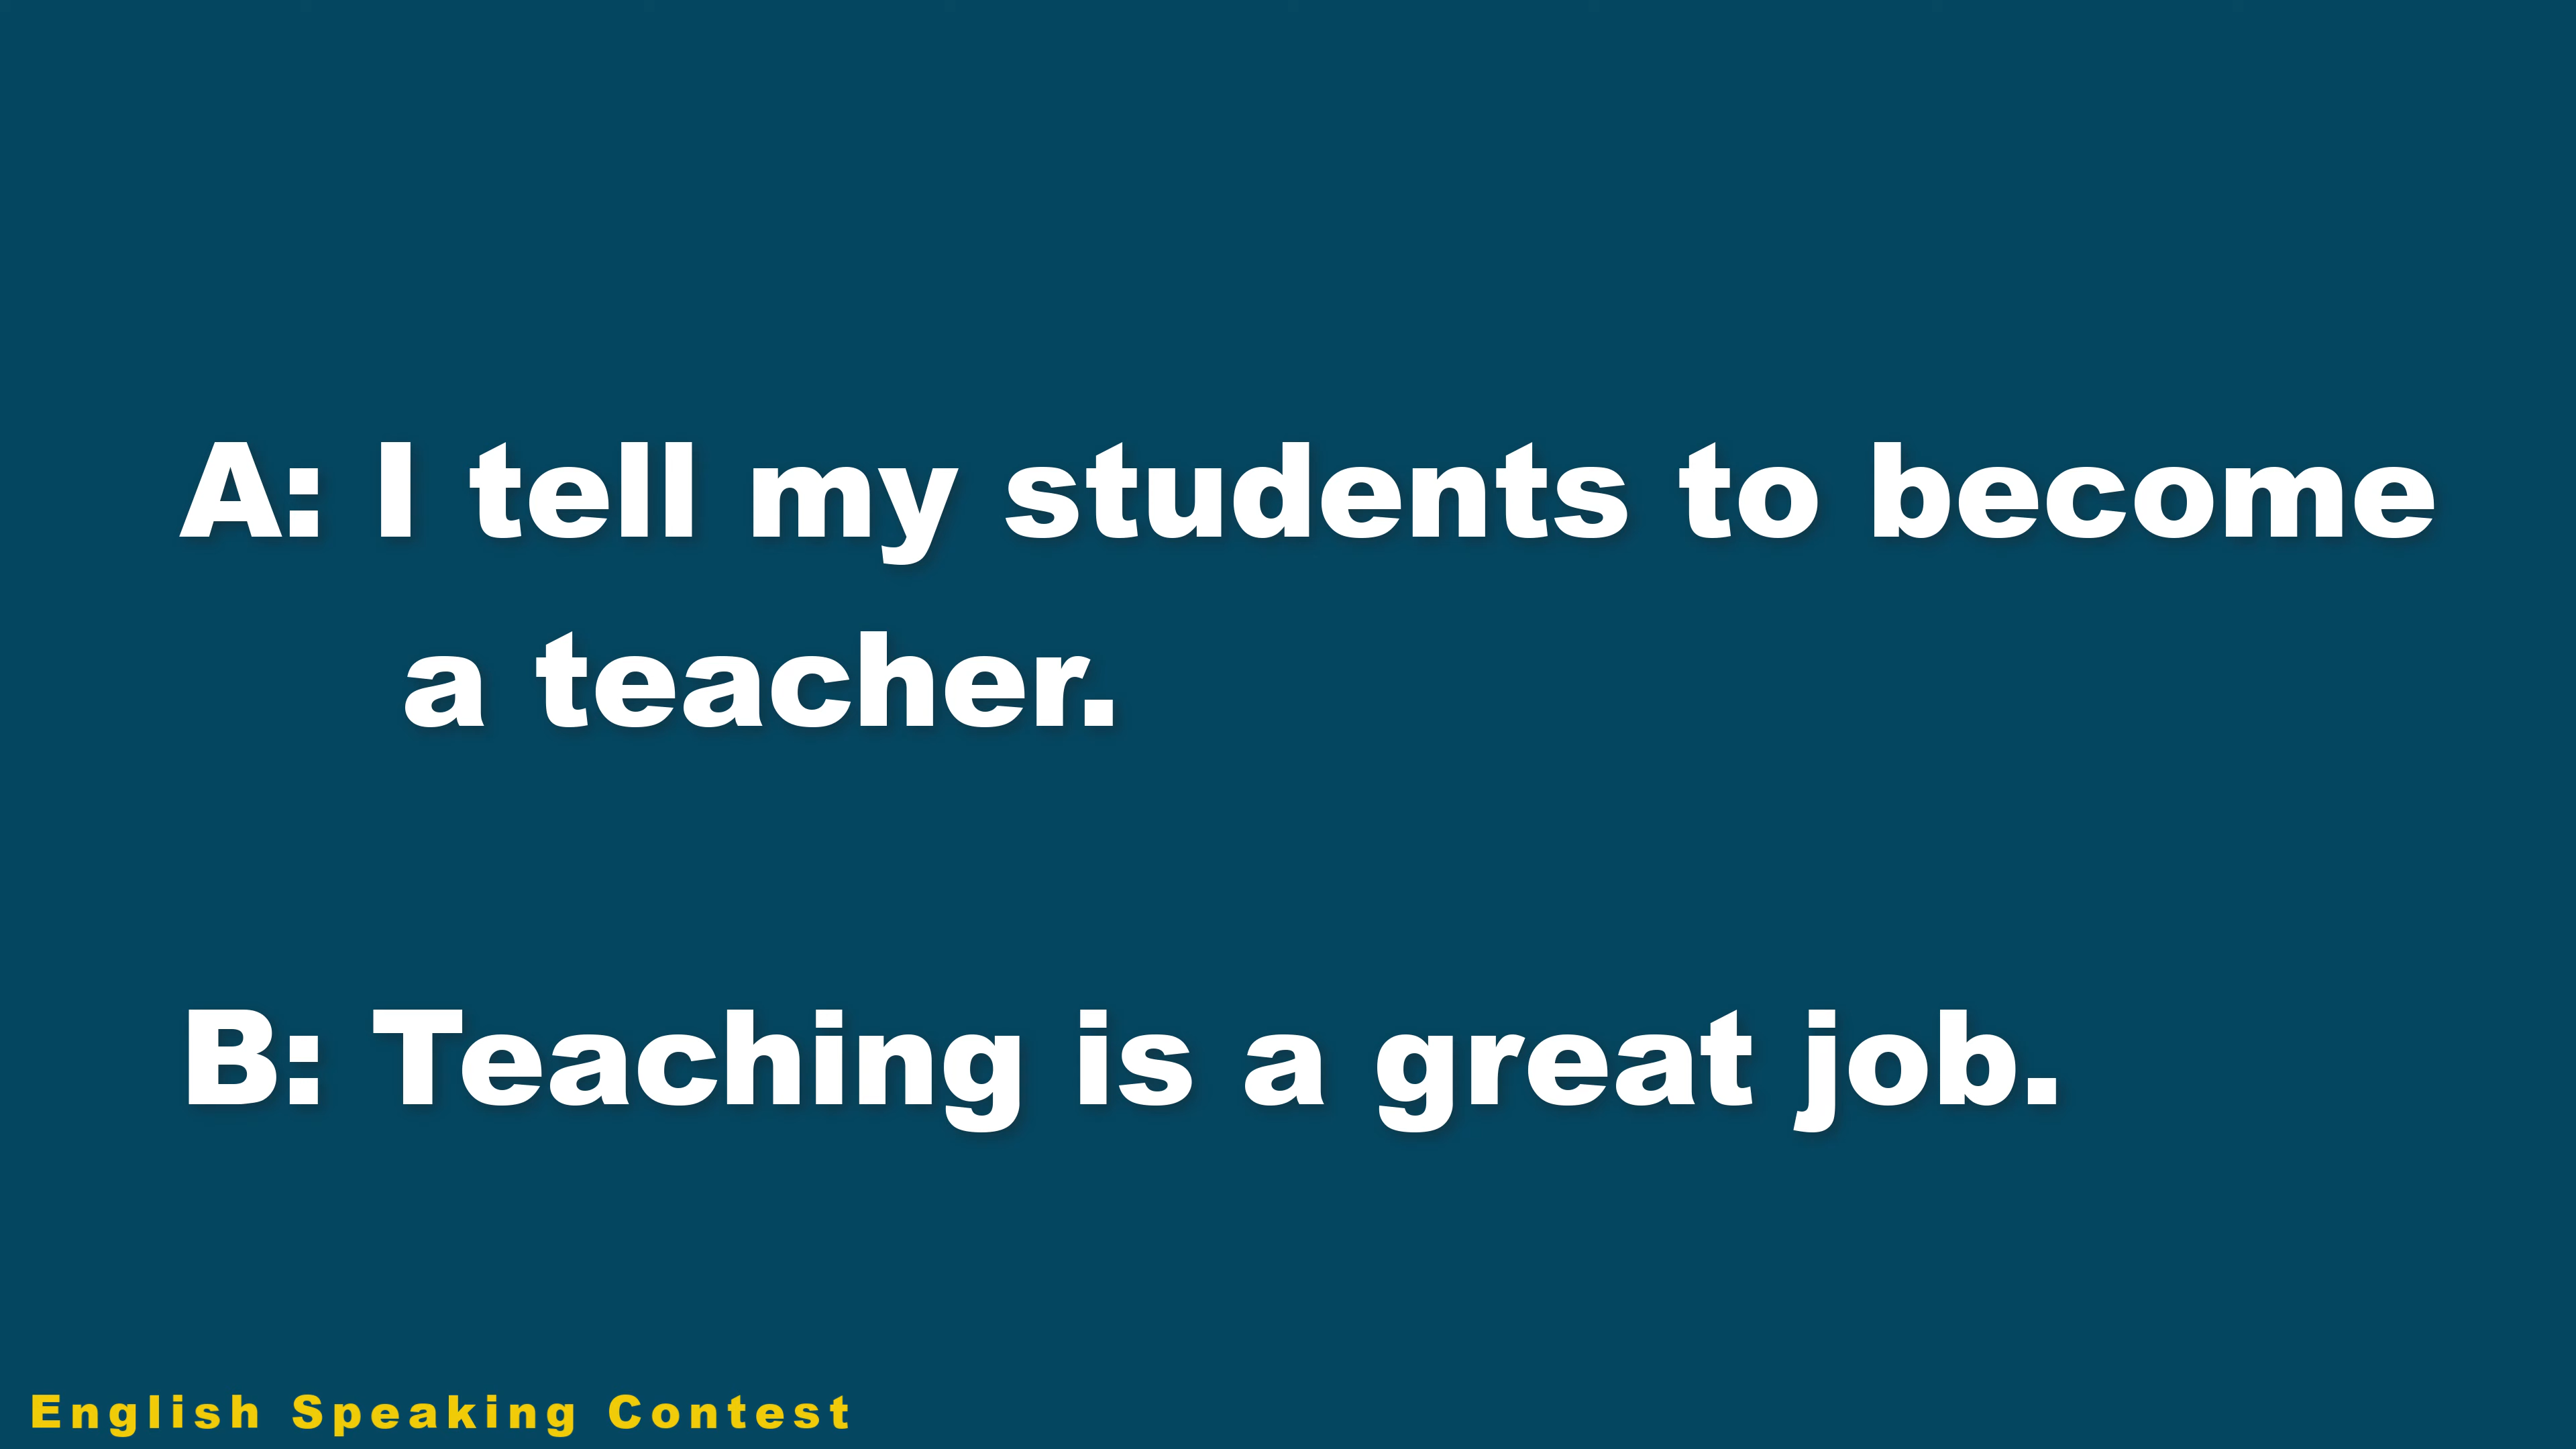 A: I tell my students to become
a teacher.
B: Teaching is a great job.
English Speaking Contest